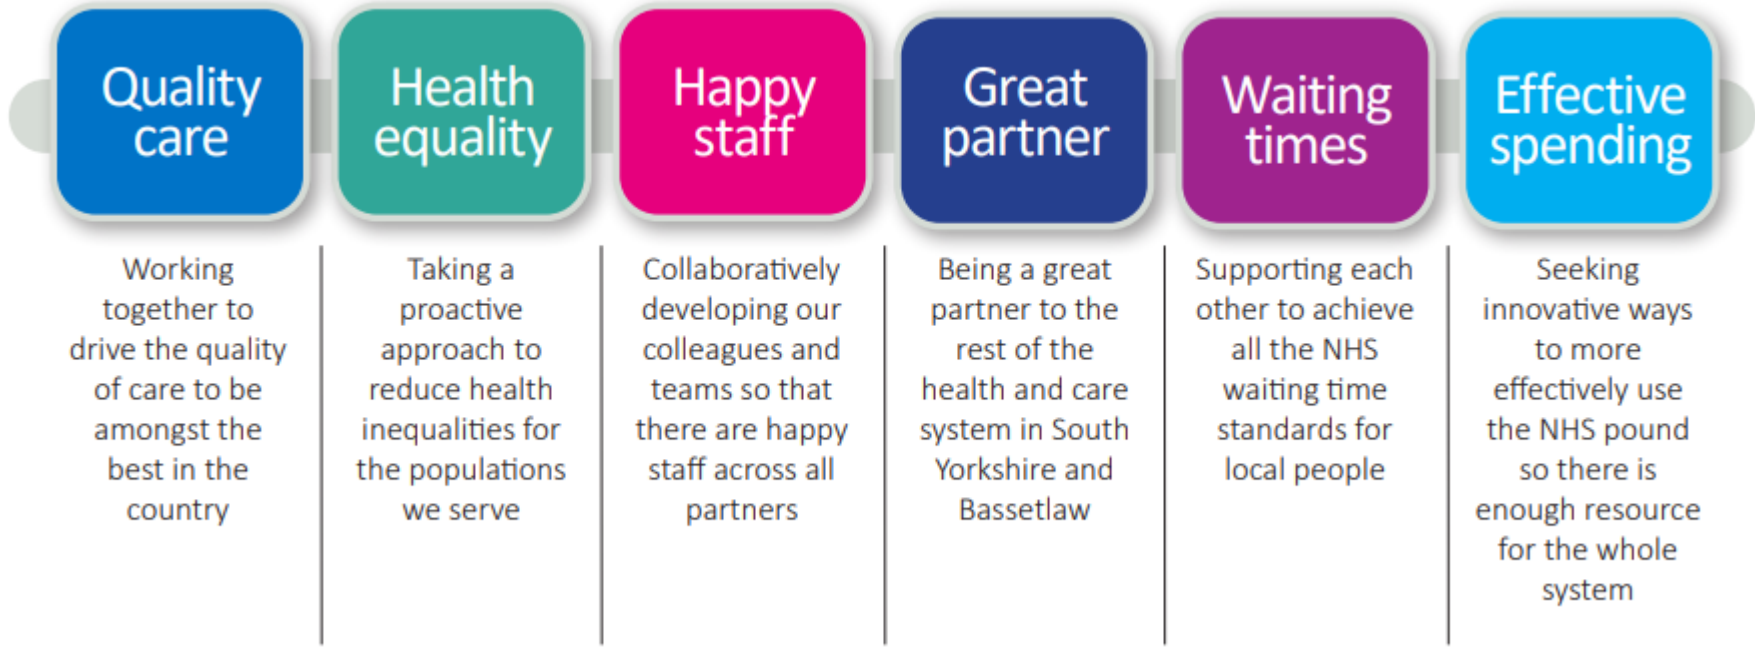 Quality
care
Health
equality
Happy
staff
Great
partner
Waiting
times
Effective
spending
Working
together to
drive the quality
of care to be
amongst the
best in the
country
Taking a
proactive
approach to
reduce health
inequalities for
the populations
we serve
Collaboratively
developing our
colleagues and
teams so that
there are happy
staff across all
partners
Being a great
partner to the
rest of the
health and care
system in South
Yorkshire and
Bassetlaw
Supporting each
other to achieve
all the NHS
waiting time
standards for
local people
Seeking
innovative ways
to more
effectively use
the NHS pound
so there is
enough resource
for the whole
system